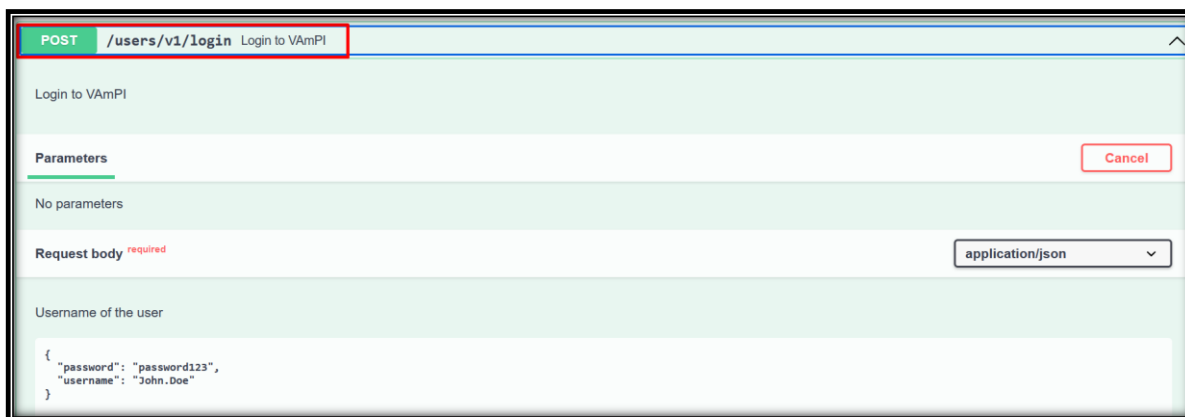 POST /users/v1/login Login to VAmPI
Login to VAmPI
Parameters Cancel
No parameters
Request body required application/json
Username of the user
{
"password": "password123",
"username": "John.Doe"
}